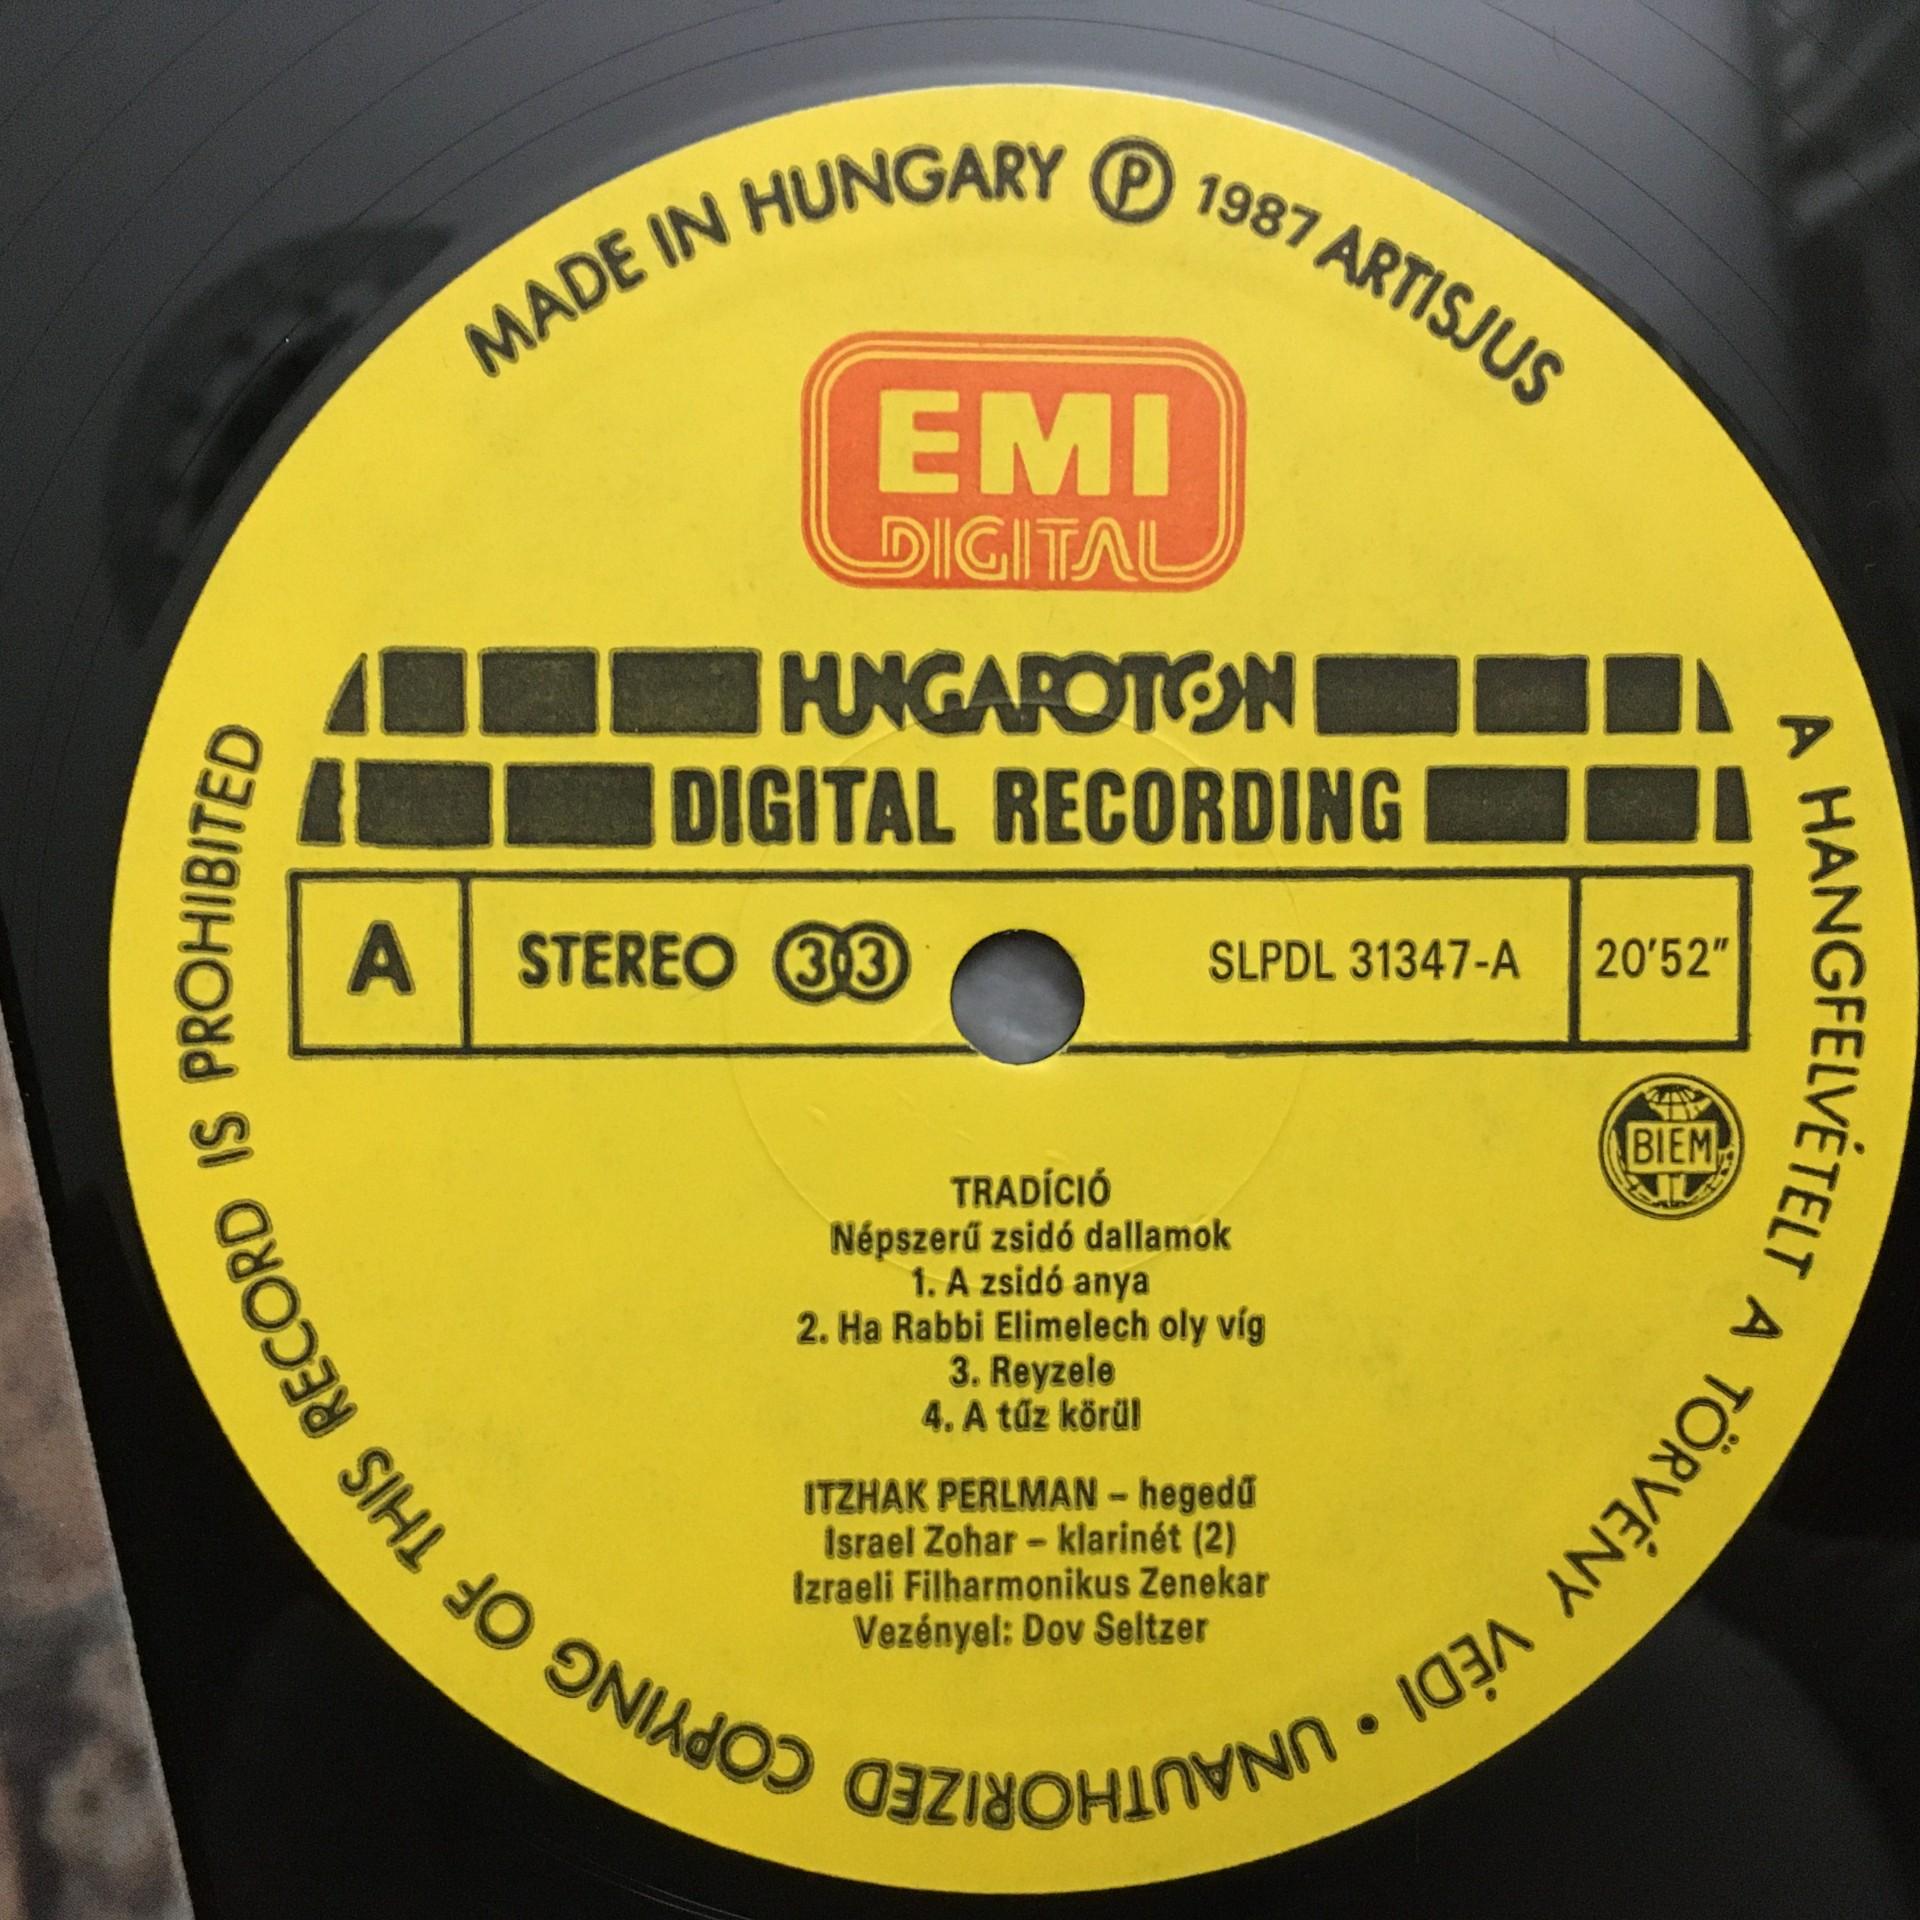 MADE IN HUNGARY Ⓟ 1987 ARTISJUS
EMI
DIGITAL
HUNGAROTON
DIGITAL RECORDING
A STEREO 33 SLPDL 31347-A 20'52"
BIEM
TRADÍCIÓ
Népszerű zsidó dallamok
1. A zsidó anya
2. Ha Rabbi Elimelech oly víg
3. Reyzele
4. A tűz körül
ITZHAK PERLMAN – hegedű
Israel Zohar – klarinét (2)
Izraeli Filharmonikus Zenekar
Vezényel: Dov Seltzer
A HANGFELVÉTELT A TÖRVÉNY VÉDI • UNAUTHORIZED COPYING OF THIS RECORD IS PROHIBITED